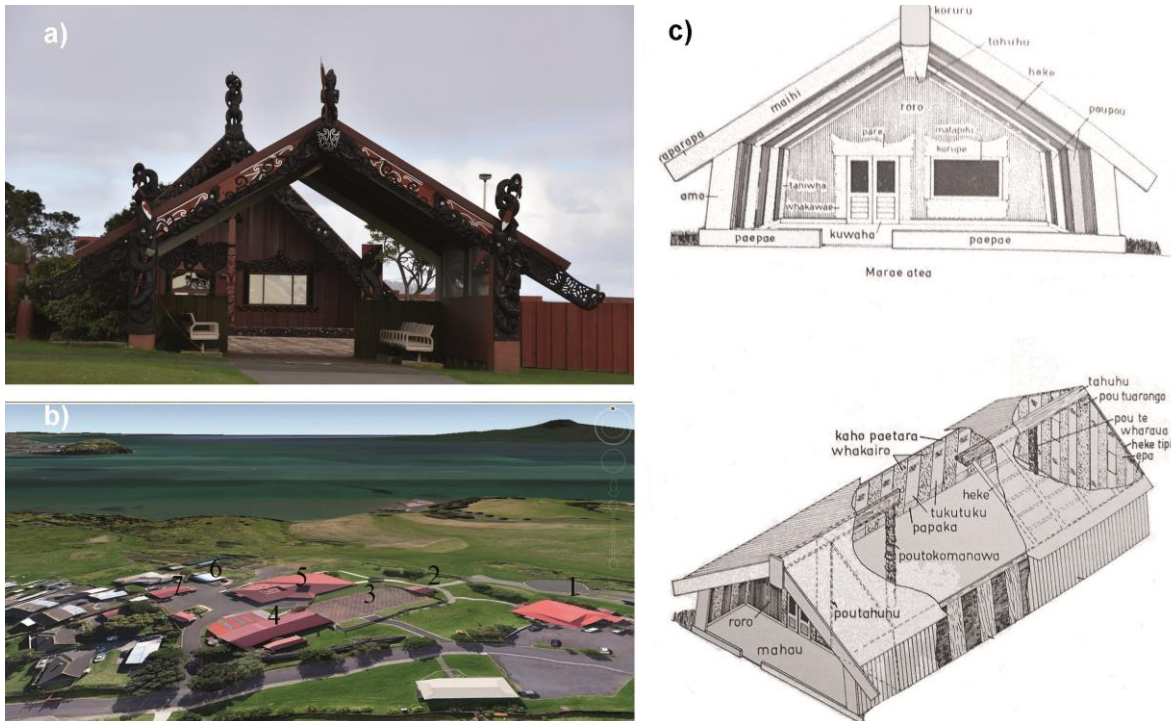 a)
b)
1
2
3
4
5
6
7
c)
koruru
tahuhu
heke
maihi
roro
poupou
pare
matapihi
korupe
raparapa
taniwha
amo
whakawae
kuwaha
paepae
paepae
Marae atea
tahuhu
pou tuarongo
pou te
wharaua
heke tipi
epa
kaho paetara
whakairo
heke
tukutuku
papaka
poutokomanawa
poutahuhu
roro
mahau